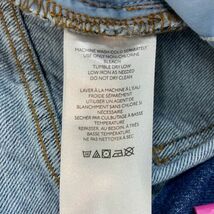 MACHINE WASH COLD SEPARATELY
USE ONLY NON-CHLORINE
BLEACH
TUMBLE DRY LOW
LOW IRON AS NEEDED
DO NOT DRY CLEAN
LAVER À LA MACHINE À L'EAU
FROIDE SÉPARÉMENT
UTILISER UN AGENT DE
BLANCHIMENT SANS CHLORE SI
NÉCESSAIRE
SÉCHER PAR CULBUTAGE À BASSE
TEMPÉRATURE
REPASSER, AU BESOIN, À
BASSE TEMPÉRATURE
NE PAS NETTOYER À SEC